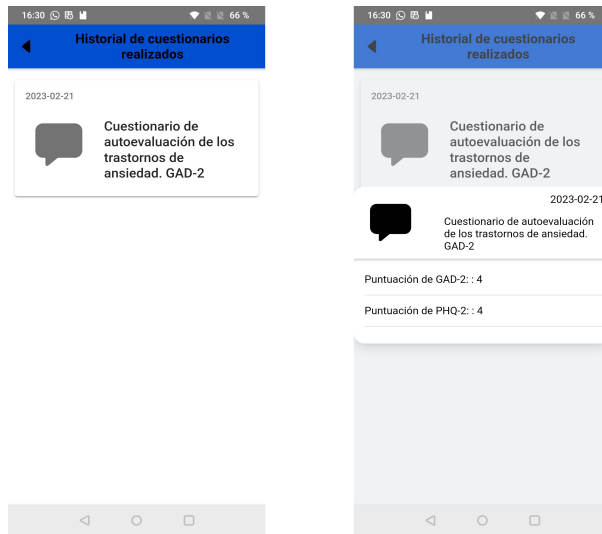 16:30 66 %
Historial de cuestionarios
realizados
2023-02-21
Cuestionario de
autoevaluación de los
trastornos de
ansiedad. GAD-2
16:30 66 %
Historial de cuestionarios
realizados
2023-02-21
Cuestionario de
autoevaluación de los
trastornos de
ansiedad. GAD-2
2023-02-21
Cuestionario de autoevaluación
de los trastornos de ansiedad.
GAD-2
Puntuación de GAD-2: : 4
Puntuación de PHQ-2: : 4